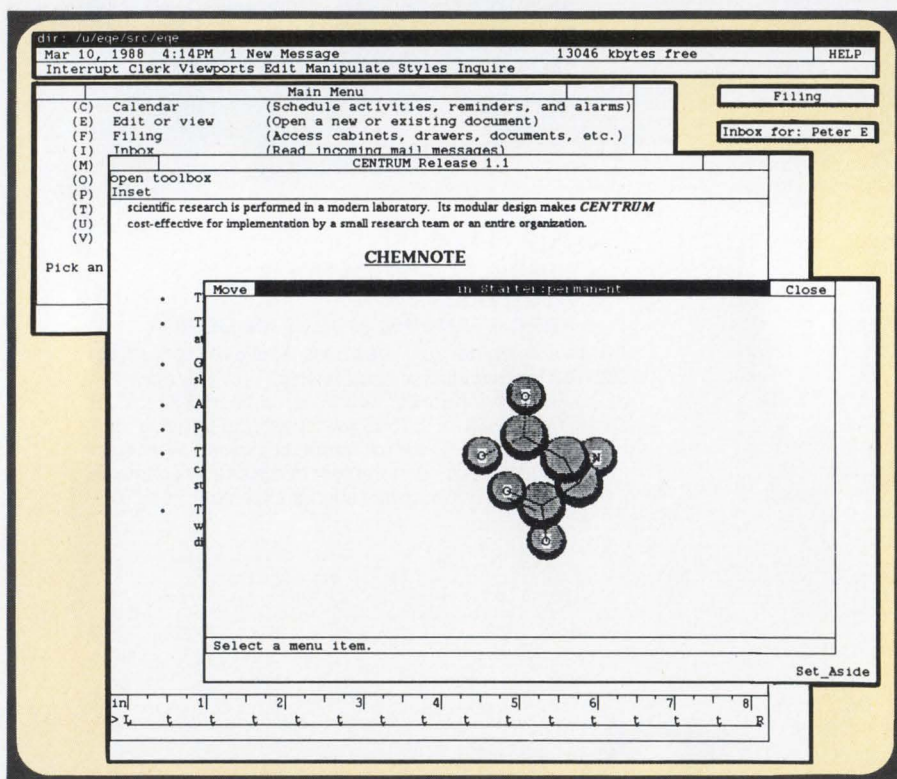 dir: /u/eqe/src/eqe
Mar 10, 1988 4:14PM 1 New Message 13046 kbytes free HELP
Interrupt Clerk Viewports Edit Manipulate Styles Inquire
Main Menu
(C) Calendar (Schedule activities, reminders, and alarms)
(E) Edit or view (Open a new or existing document)
(F) Filing (Access cabinets, drawers, documents, etc.)
(I) Inbox (Read incoming mail messages)
(M)
(O)
(P)
(T)
(U)
(V)
Pick an
Filing
Inbox for: Peter E
CENTRUM Release 1.1
open toolbox
Inset
scientific research is performed in a modern laboratory. Its modular design makes CENTRUM
cost-effective for implementation by a small research team or an entire organization.
CHEMNOTE
Move in Starter:permanent Close
O
O
N
O
O
Select a menu item.
Set_Aside
in 1 2 3 4 5 6 7 8
> L t t t t t t t t t t t t t t t R